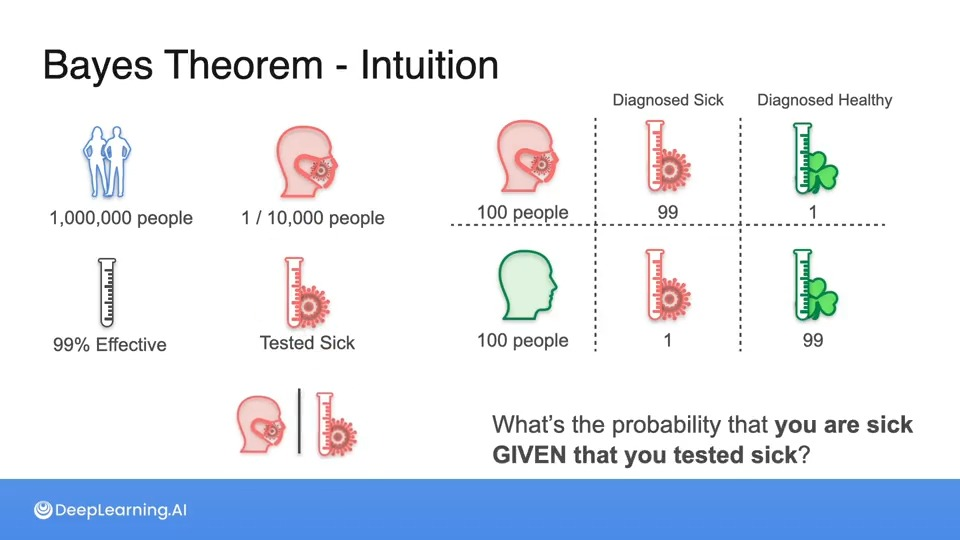 Bayes Theorem - Intuition
Diagnosed Sick
Diagnosed Healthy
1,000,000 people
1 / 10,000 people
100 people
99
1
99% Effective
Tested Sick
100 people
1
99
What's the probability that you are sick
GIVEN that you tested sick?
DeepLearning.AI